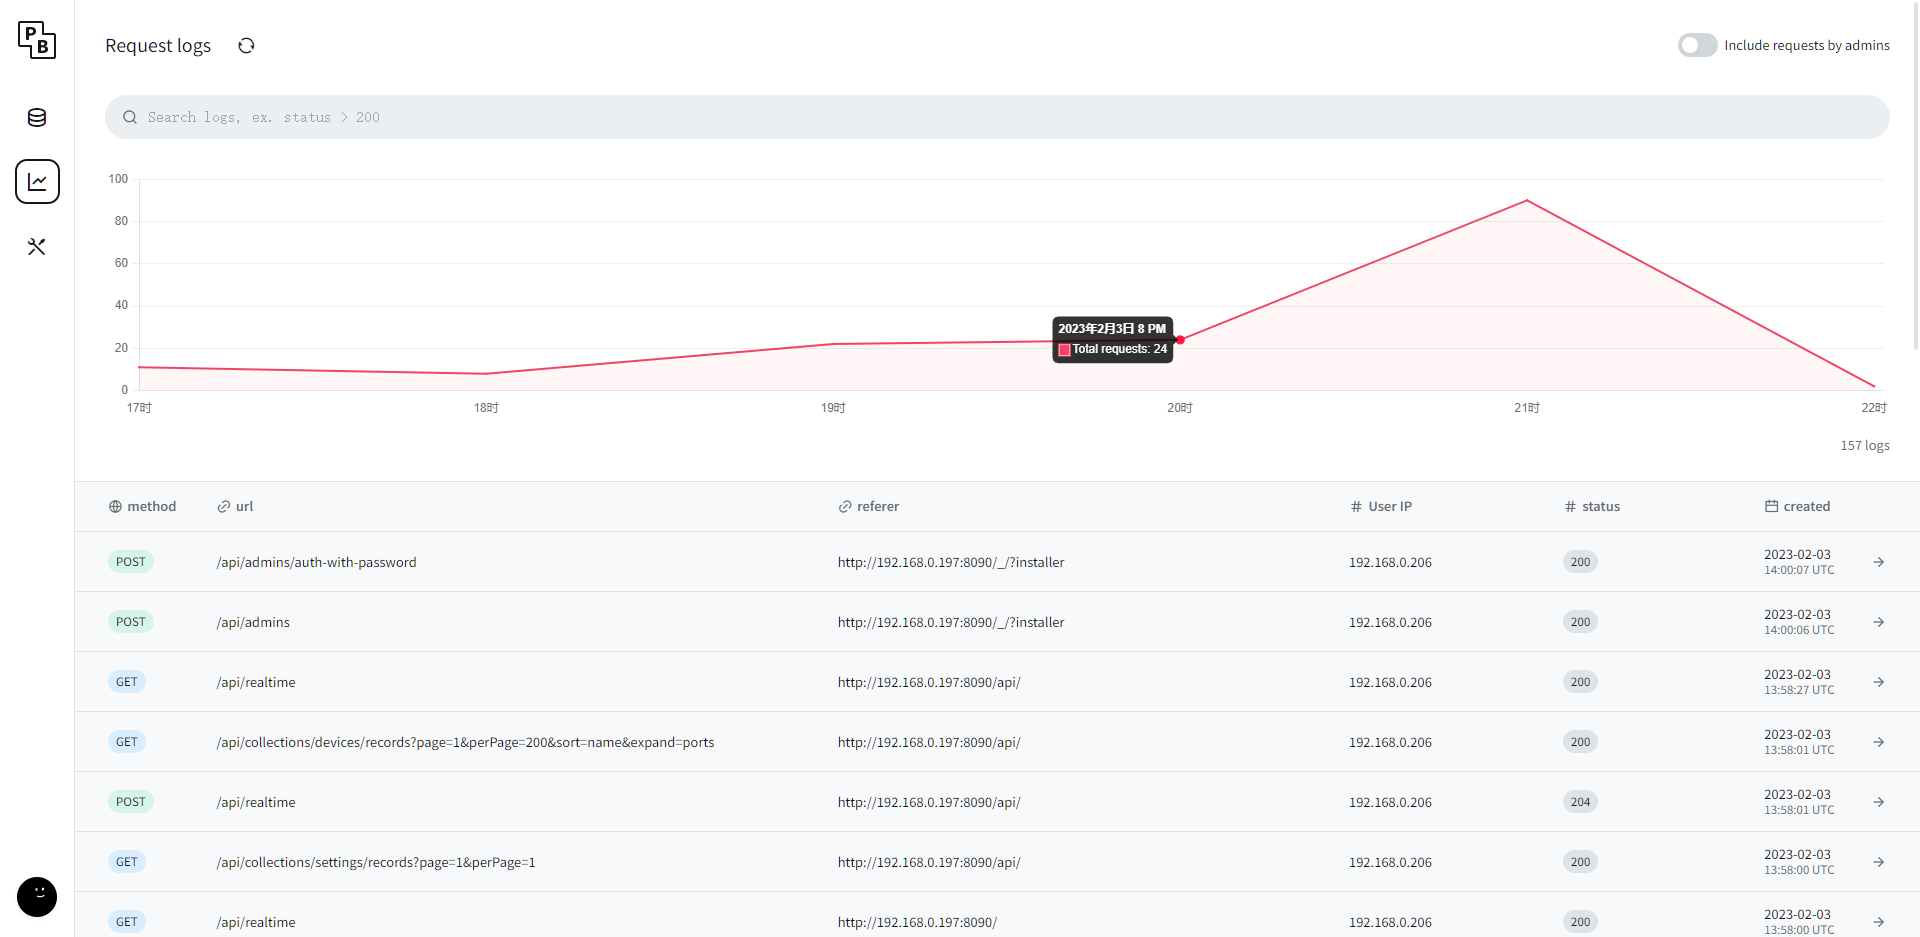 P
B
Request logs
Include requests by admins
Search logs, ex. status > 200
100
80
60
40
20
0
2023年2月3日 8 PM
Total requests: 24
17时 18时 19时 20时 21时 22时
157 logs
method url referer User IP status created
POST /api/admins/auth-with-password http://192.168.0.197:8090/_/?installer 192.168.0.206 200 2023-02-03
14:00:07 UTC
POST /api/admins http://192.168.0.197:8090/_/?installer 192.168.0.206 200 2023-02-03
14:00:06 UTC
GET /api/realtime http://192.168.0.197:8090/api/ 192.168.0.206 200 2023-02-03
13:58:27 UTC
GET /api/collections/devices/records?page=1&perPage=200&sort=name&expand=ports http://192.168.0.197:8090/api/ 192.168.0.206 200 2023-02-03
13:58:01 UTC
POST /api/realtime http://192.168.0.197:8090/api/ 192.168.0.206 204 2023-02-03
13:58:01 UTC
GET /api/collections/settings/records?page=1&perPage=1 http://192.168.0.197:8090/api/ 192.168.0.206 200 2023-02-03
13:58:00 UTC
GET /api/realtime http://192.168.0.197:8090/ 192.168.0.206 200 2023-02-03
13:58:00 UTC